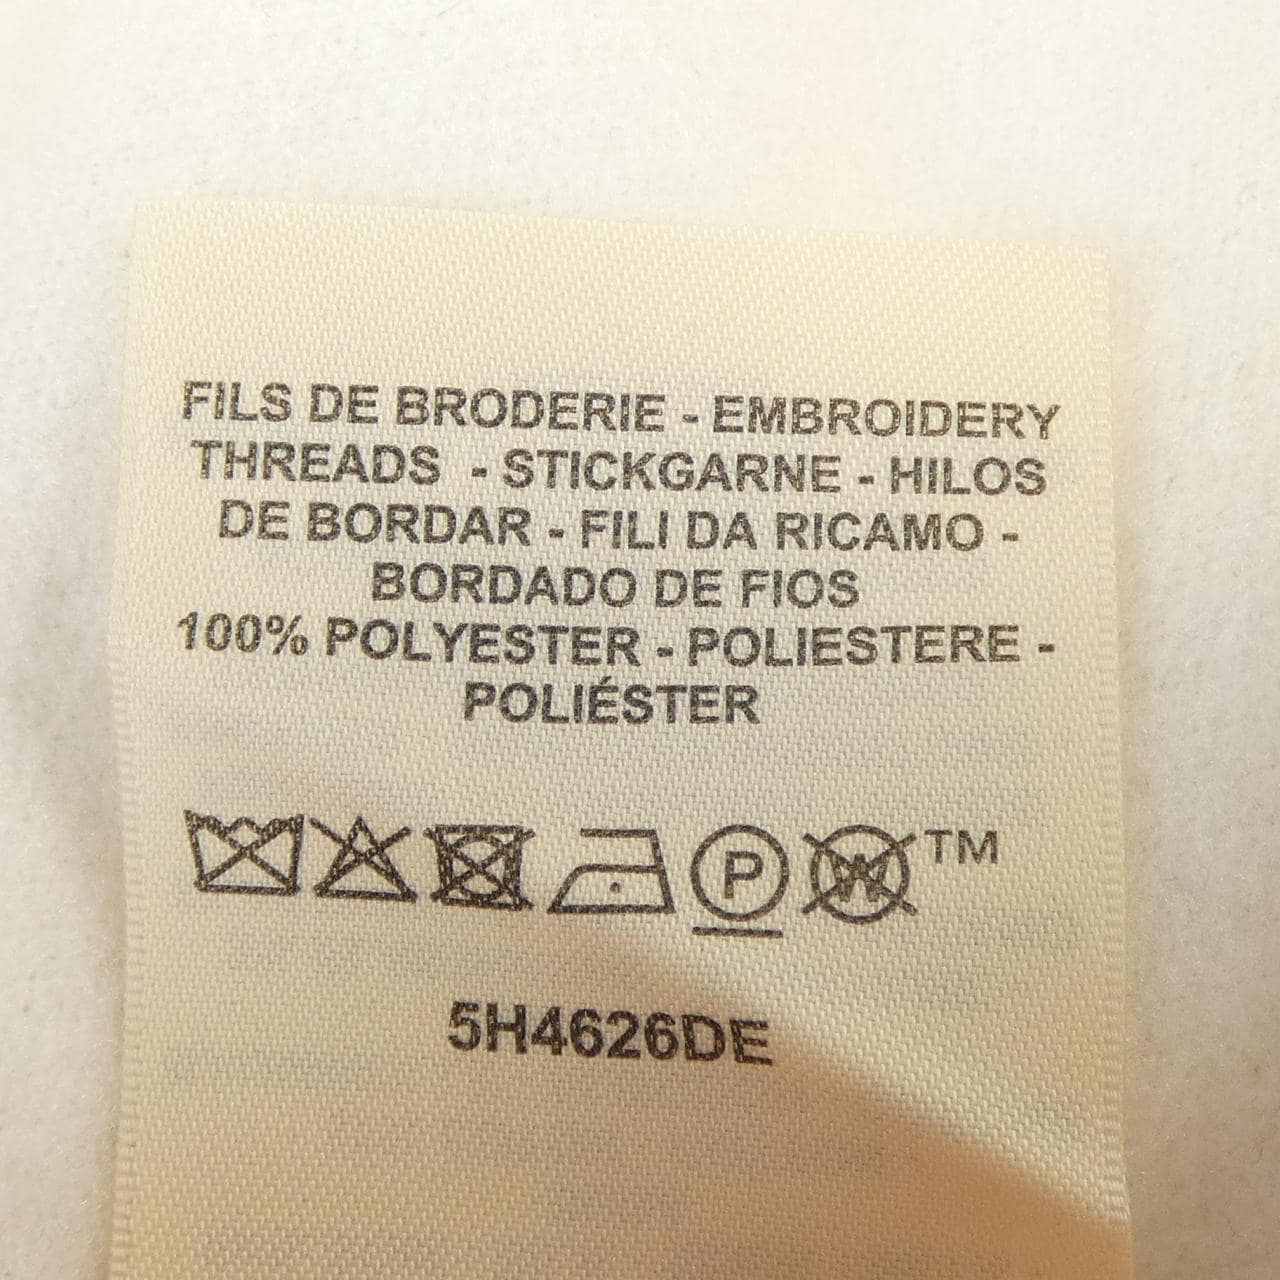 FILS DE BRODERIE - EMBROIDERY
THREADS - STICKGARNE - HILOS
DE BORDAR - FILI DA RICAMO -
BORDADO DE FIOS
100% POLYESTER - POLIESTERE -
POLIÉSTER
P W TM
5H4626DE